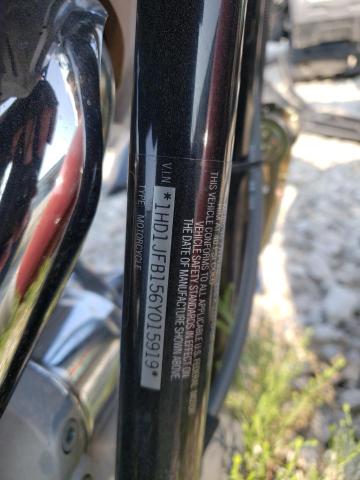 V.I.N
*1HD1JFB156Y015919*
TYPE MOTORCYCLE
THIS VEHICLE CONFORMS TO ALL APPLICABLE U.S. FEDERAL
VEHICLE SAFETY STANDARDS IN EFFECT ON
THE DATE OF MANUFACTURE SHOWN ABOVE